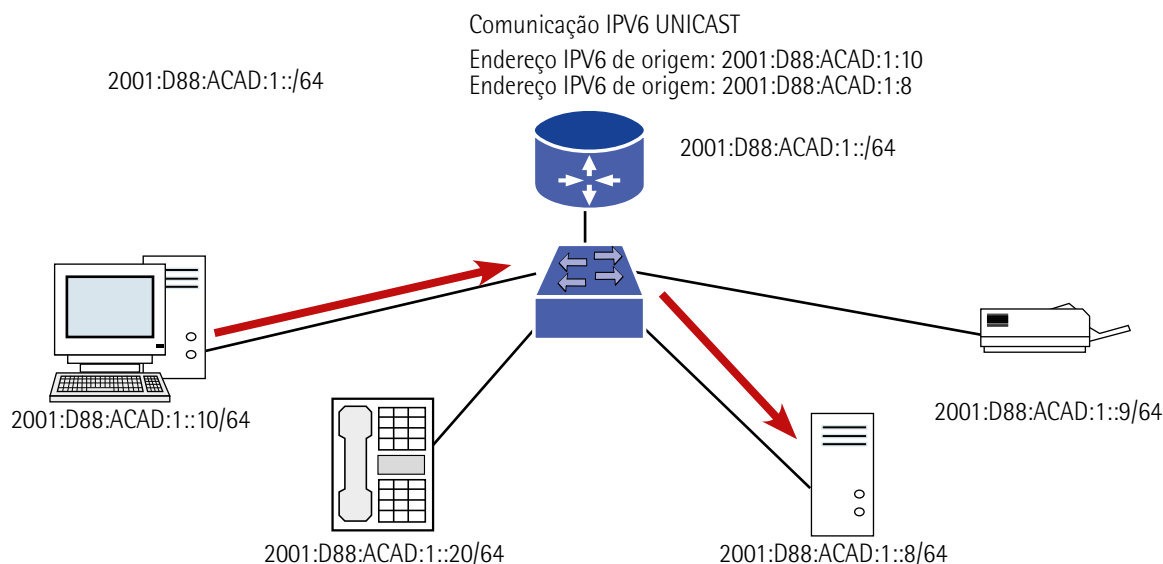 Comunicação IPV6 UNICAST
Endereço IPV6 de origem: 2001:D88:ACAD:1:10
Endereço IPV6 de origem: 2001:D88:ACAD:1:8
2001:D88:ACAD:1::/64
2001:D88:ACAD:1::/64
2001:D88:ACAD:1::10/64
2001:D88:ACAD:1::9/64
2001:D88:ACAD:1::20/64
2001:D88:ACAD:1::8/64